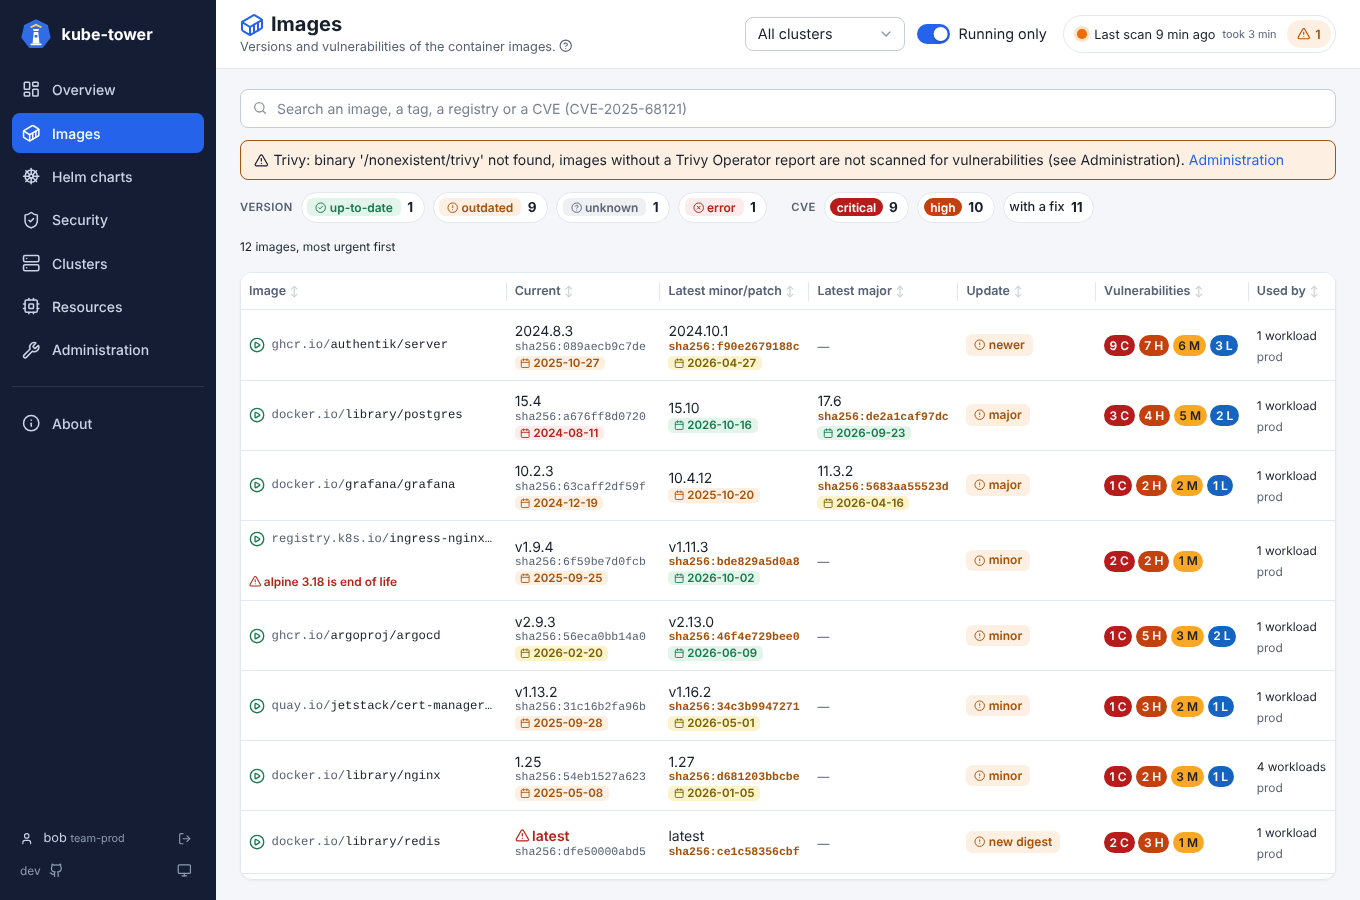 kube-tower
Overview
Images
Helm charts
Security
Clusters
Resources
Administration
About
bob team-prod
dev
Images
Versions and vulnerabilities of the container images.
All clusters
Running only
Last scan 9 min ago took 3 min 1
Search an image, a tag, a registry or a CVE (CVE-2025-68121)
Trivy: binary '/nonexistent/trivy' not found, images without a Trivy Operator report are not scanned for vulnerabilities (see Administration). Administration
VERSION up-to-date 1 outdated 9 unknown 1 error 1 CVE critical 9 high 10 with a fix 11
12 images, most urgent first
Image Current Latest minor/patch Latest major Update Vulnerabilities Used by
ghcr.io/authentik/server
2024.8.3
sha256:089aecb9c7de
2025-10-27
2024.10.1
sha256:f90e2679188c
2026-04-27
—
newer
9 C 7 H 6 M 3 L
1 workload
prod
docker.io/library/postgres
15.4
sha256:a676ff8d0720
2024-08-11
15.10
2026-10-16
17.6
sha256:de2a1caf97dc
2026-09-23
major
3 C 4 H 5 M 2 L
1 workload
prod
docker.io/grafana/grafana
10.2.3
sha256:63caff2df59f
2024-12-19
10.4.12
2025-10-20
11.3.2
sha256:5683aa55523d
2026-04-16
major
1 C 2 H 2 M 1 L
1 workload
prod
registry.k8s.io/ingress-nginx…
alpine 3.18 is end of life
v1.9.4
sha256:6f59be7d0fcb
2025-09-25
v1.11.3
sha256:bde829a5d0a8
2026-10-02
—
minor
2 C 2 H 1 M
1 workload
prod
ghcr.io/argoproj/argocd
v2.9.3
sha256:56eca0bb14a0
2026-02-20
v2.13.0
sha256:46f4e729bee0
2026-06-09
—
minor
1 C 5 H 3 M 2 L
1 workload
prod
quay.io/jetstack/cert-manager…
v1.13.2
sha256:31c16b2fa96b
2025-09-28
v1.16.2
sha256:34c3b9947271
2026-05-01
—
minor
1 C 3 H 2 M 1 L
1 workload
prod
docker.io/library/nginx
1.25
sha256:54eb1527a623
2025-05-08
1.27
sha256:d681203bbcbe
2026-01-05
—
minor
1 C 2 H 3 M 1 L
4 workloads
prod
docker.io/library/redis
latest
sha256:dfe50000abd5
latest
sha256:ce1c58356cbf
—
new digest
2 C 3 H 1 M
1 workload
prod